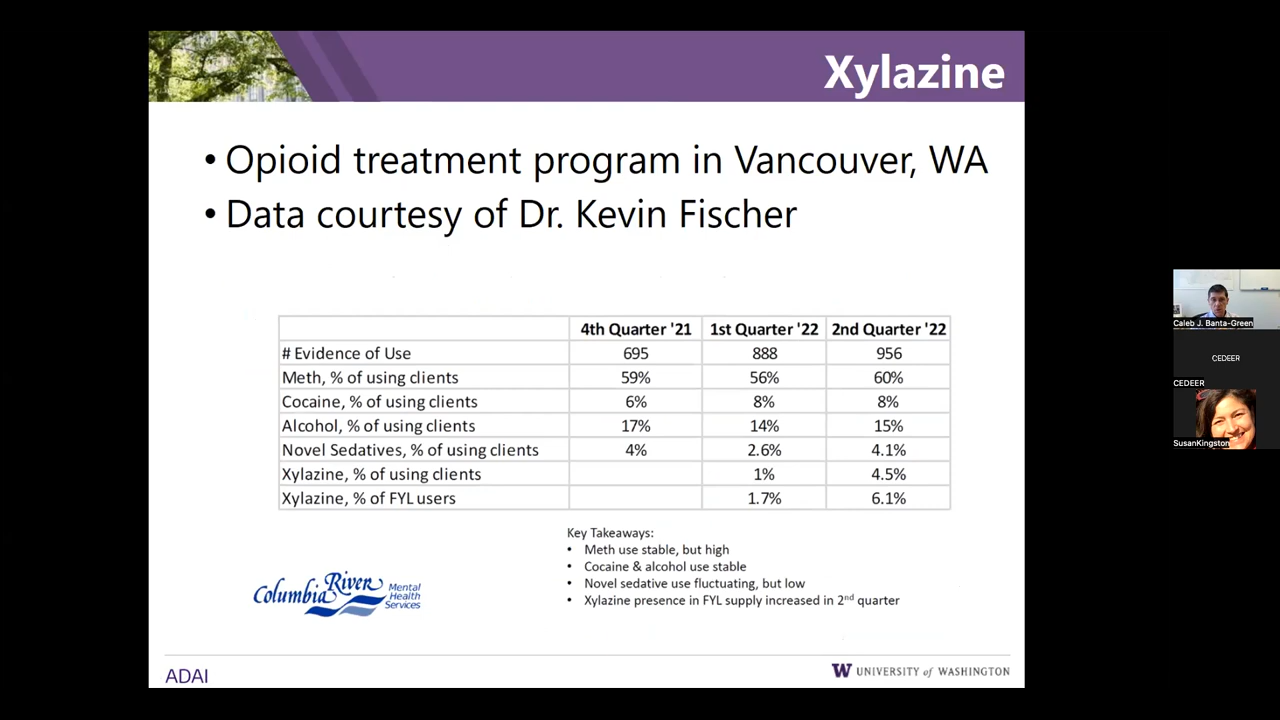 Xylazine
• Opioid treatment program in Vancouver, WA
• Data courtesy of Dr. Kevin Fischer
4th Quarter '21 1st Quarter '22 2nd Quarter '22
# Evidence of Use 695 888 956
Meth, % of using clients 59% 56% 60%
Cocaine, % of using clients 6% 8% 8%
Alcohol, % of using clients 17% 14% 15%
Novel Sedatives, % of using clients 4% 2.6% 4.1%
Xylazine, % of using clients 1% 4.5%
Xylazine, % of FYL users 1.7% 6.1%
Key Takeaways:
• Meth use stable, but high
• Cocaine & alcohol use stable
• Novel sedative use fluctuating, but low
• Xylazine presence in FYL supply increased in 2nd quarter
Columbia River
Mental
Health
Services
ADAI
W UNIVERSITY of WASHINGTON
Caleb J. Banta-Green
CEDEER
CEDEER
SusanKingston